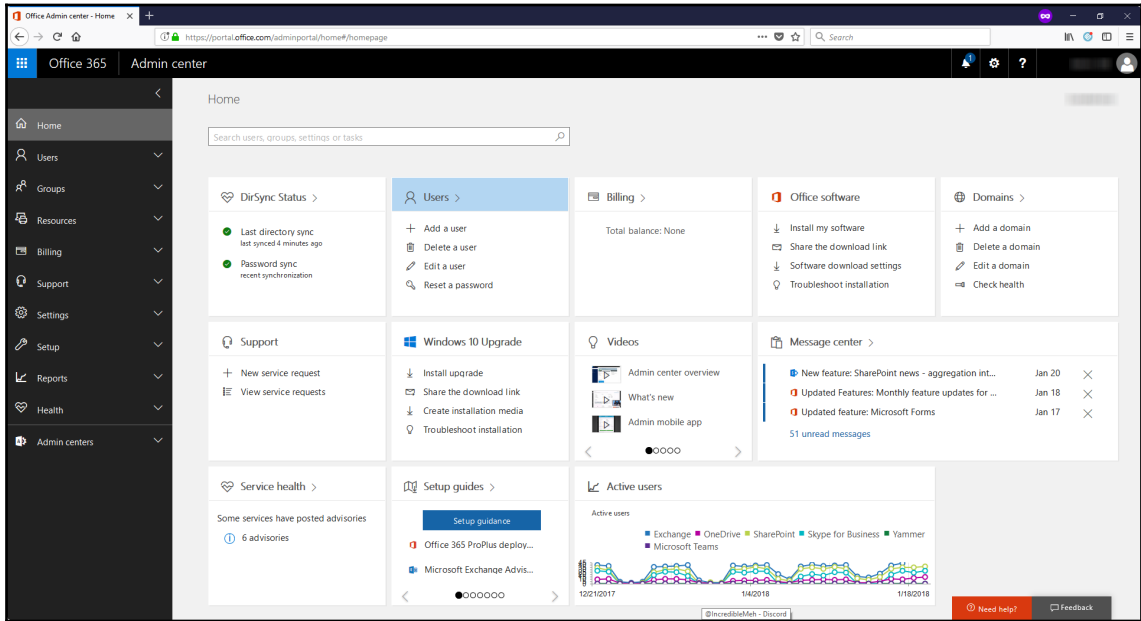 Office Admin center - Home
https://portal.office.com/adminportal/home#/homepage
Search
Office 365 Admin center
1
Home
Search users, groups, settings or tasks
Home
Users
Groups
Resources
Billing
Support
Settings
Setup
Reports
Health
Admin centers
DirSync Status
Last directory sync
last synced 4 minutes ago
Password sync
recent synchronization
Users
Add a user
Delete a user
Edit a user
Reset a password
Billing
Total balance: None
Office software
Install my software
Share the download link
Software download settings
Troubleshoot installation
Domains
Add a domain
Delete a domain
Edit a domain
Check health
Support
New service request
View service requests
Windows 10 Upgrade
Install upgrade
Share the download link
Create installation media
Troubleshoot installation
Videos
Admin center overview
What's new
Admin mobile app
Message center
New feature: SharePoint news - aggregation int... Jan 20
Updated Features: Monthly feature updates for ... Jan 18
Updated feature: Microsoft Forms Jan 17
51 unread messages
Service health
Some services have posted advisories
6 advisories
Setup guides
Setup guidance
Office 365 ProPlus deploy...
Microsoft Exchange Advis...
Active users
Active users
Exchange OneDrive SharePoint Skype for Business Yammer
Microsoft Teams
12/21/2017 1/4/2018 1/18/2018
@IncredibleMeh - Discord
Need help?
Feedback